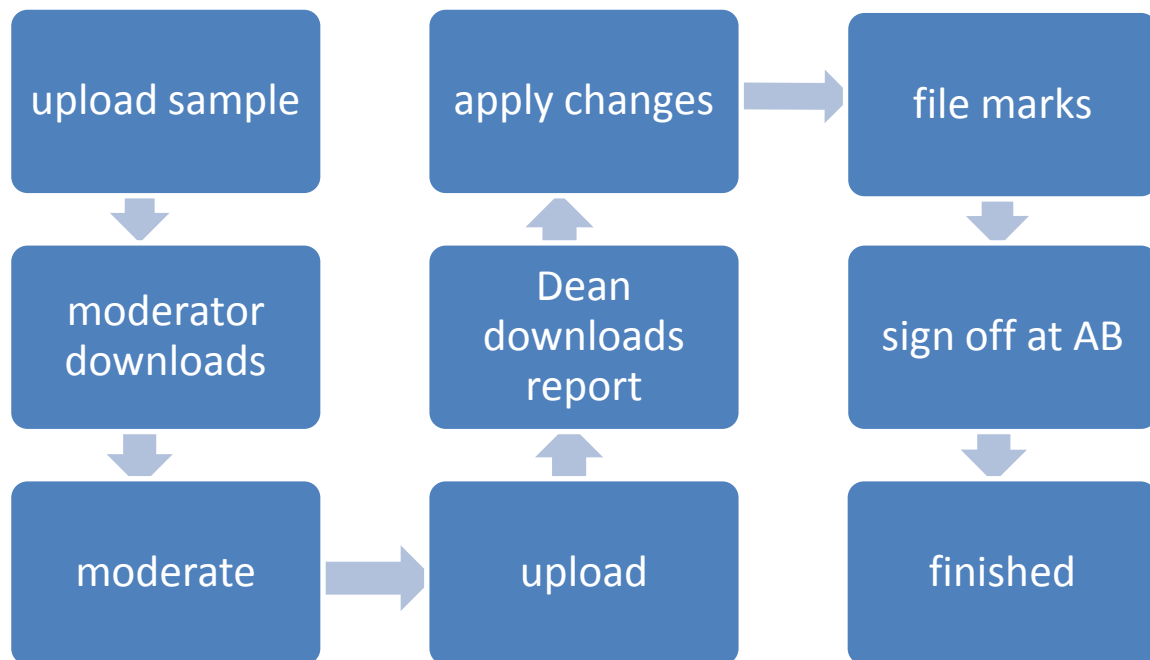 upload sample
moderator
downloads
moderate
upload
Dean
downloads
report
apply changes
file marks
sign off at AB
finished